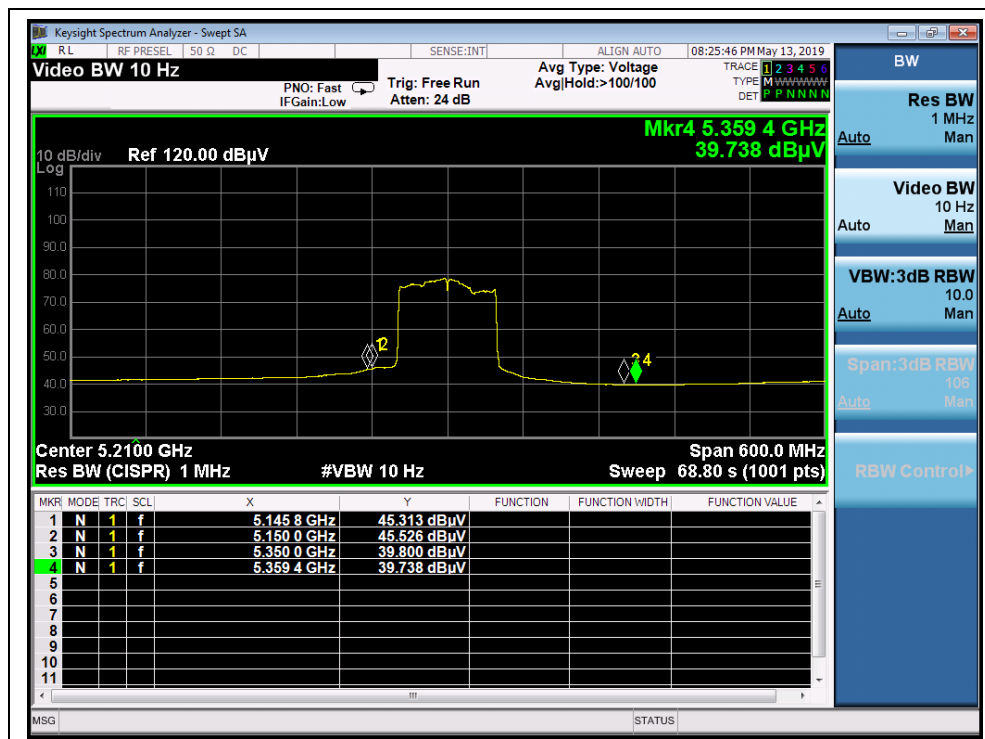 Keysight Spectrum Analyzer - Swept SA
LXI RL RF PRESEL 50 Ω DC SENSE:INT ALIGN AUTO 08:25:46 PM May 13, 2019
Video BW 10 Hz
PNO: Fast
IFGain:Low
Trig: Free Run
Atten: 24 dB
Avg Type: Voltage
Avg|Hold:>100/100
TRACE 1 2 3 4 5 6
TYPE M W W W W W
DET P P N N N N
Mkr4 5.359 4 GHz
39.738 dBµV
10 dB/div Ref 120.00 dBµV
Log
110
100
90.0
80.0
70.0
60.0
50.0
40.0
30.0
1 2
4
Center 5.2100 GHz Span 600.0 MHz
Res BW (CISPR) 1 MHz #VBW 10 Hz Sweep 68.80 s (1001 pts)
MKR MODE TRC SCL X Y FUNCTION FUNCTION WIDTH FUNCTION VALUE
1 N 1 f 5.145 8 GHz 45.313 dBµV
2 N 1 f 5.150 0 GHz 45.526 dBµV
3 N 1 f 5.350 0 GHz 39.800 dBµV
4 N 1 f 5.359 4 GHz 39.738 dBµV
5
6
7
8
9
10
11
MSG STATUS
BW
Res BW
1 MHz
Auto Man
Video BW
10 Hz
Auto Man
VBW:3dB RBW
10.0
Auto Man
Span:3dB RBW
106
Auto Man
RBW Control